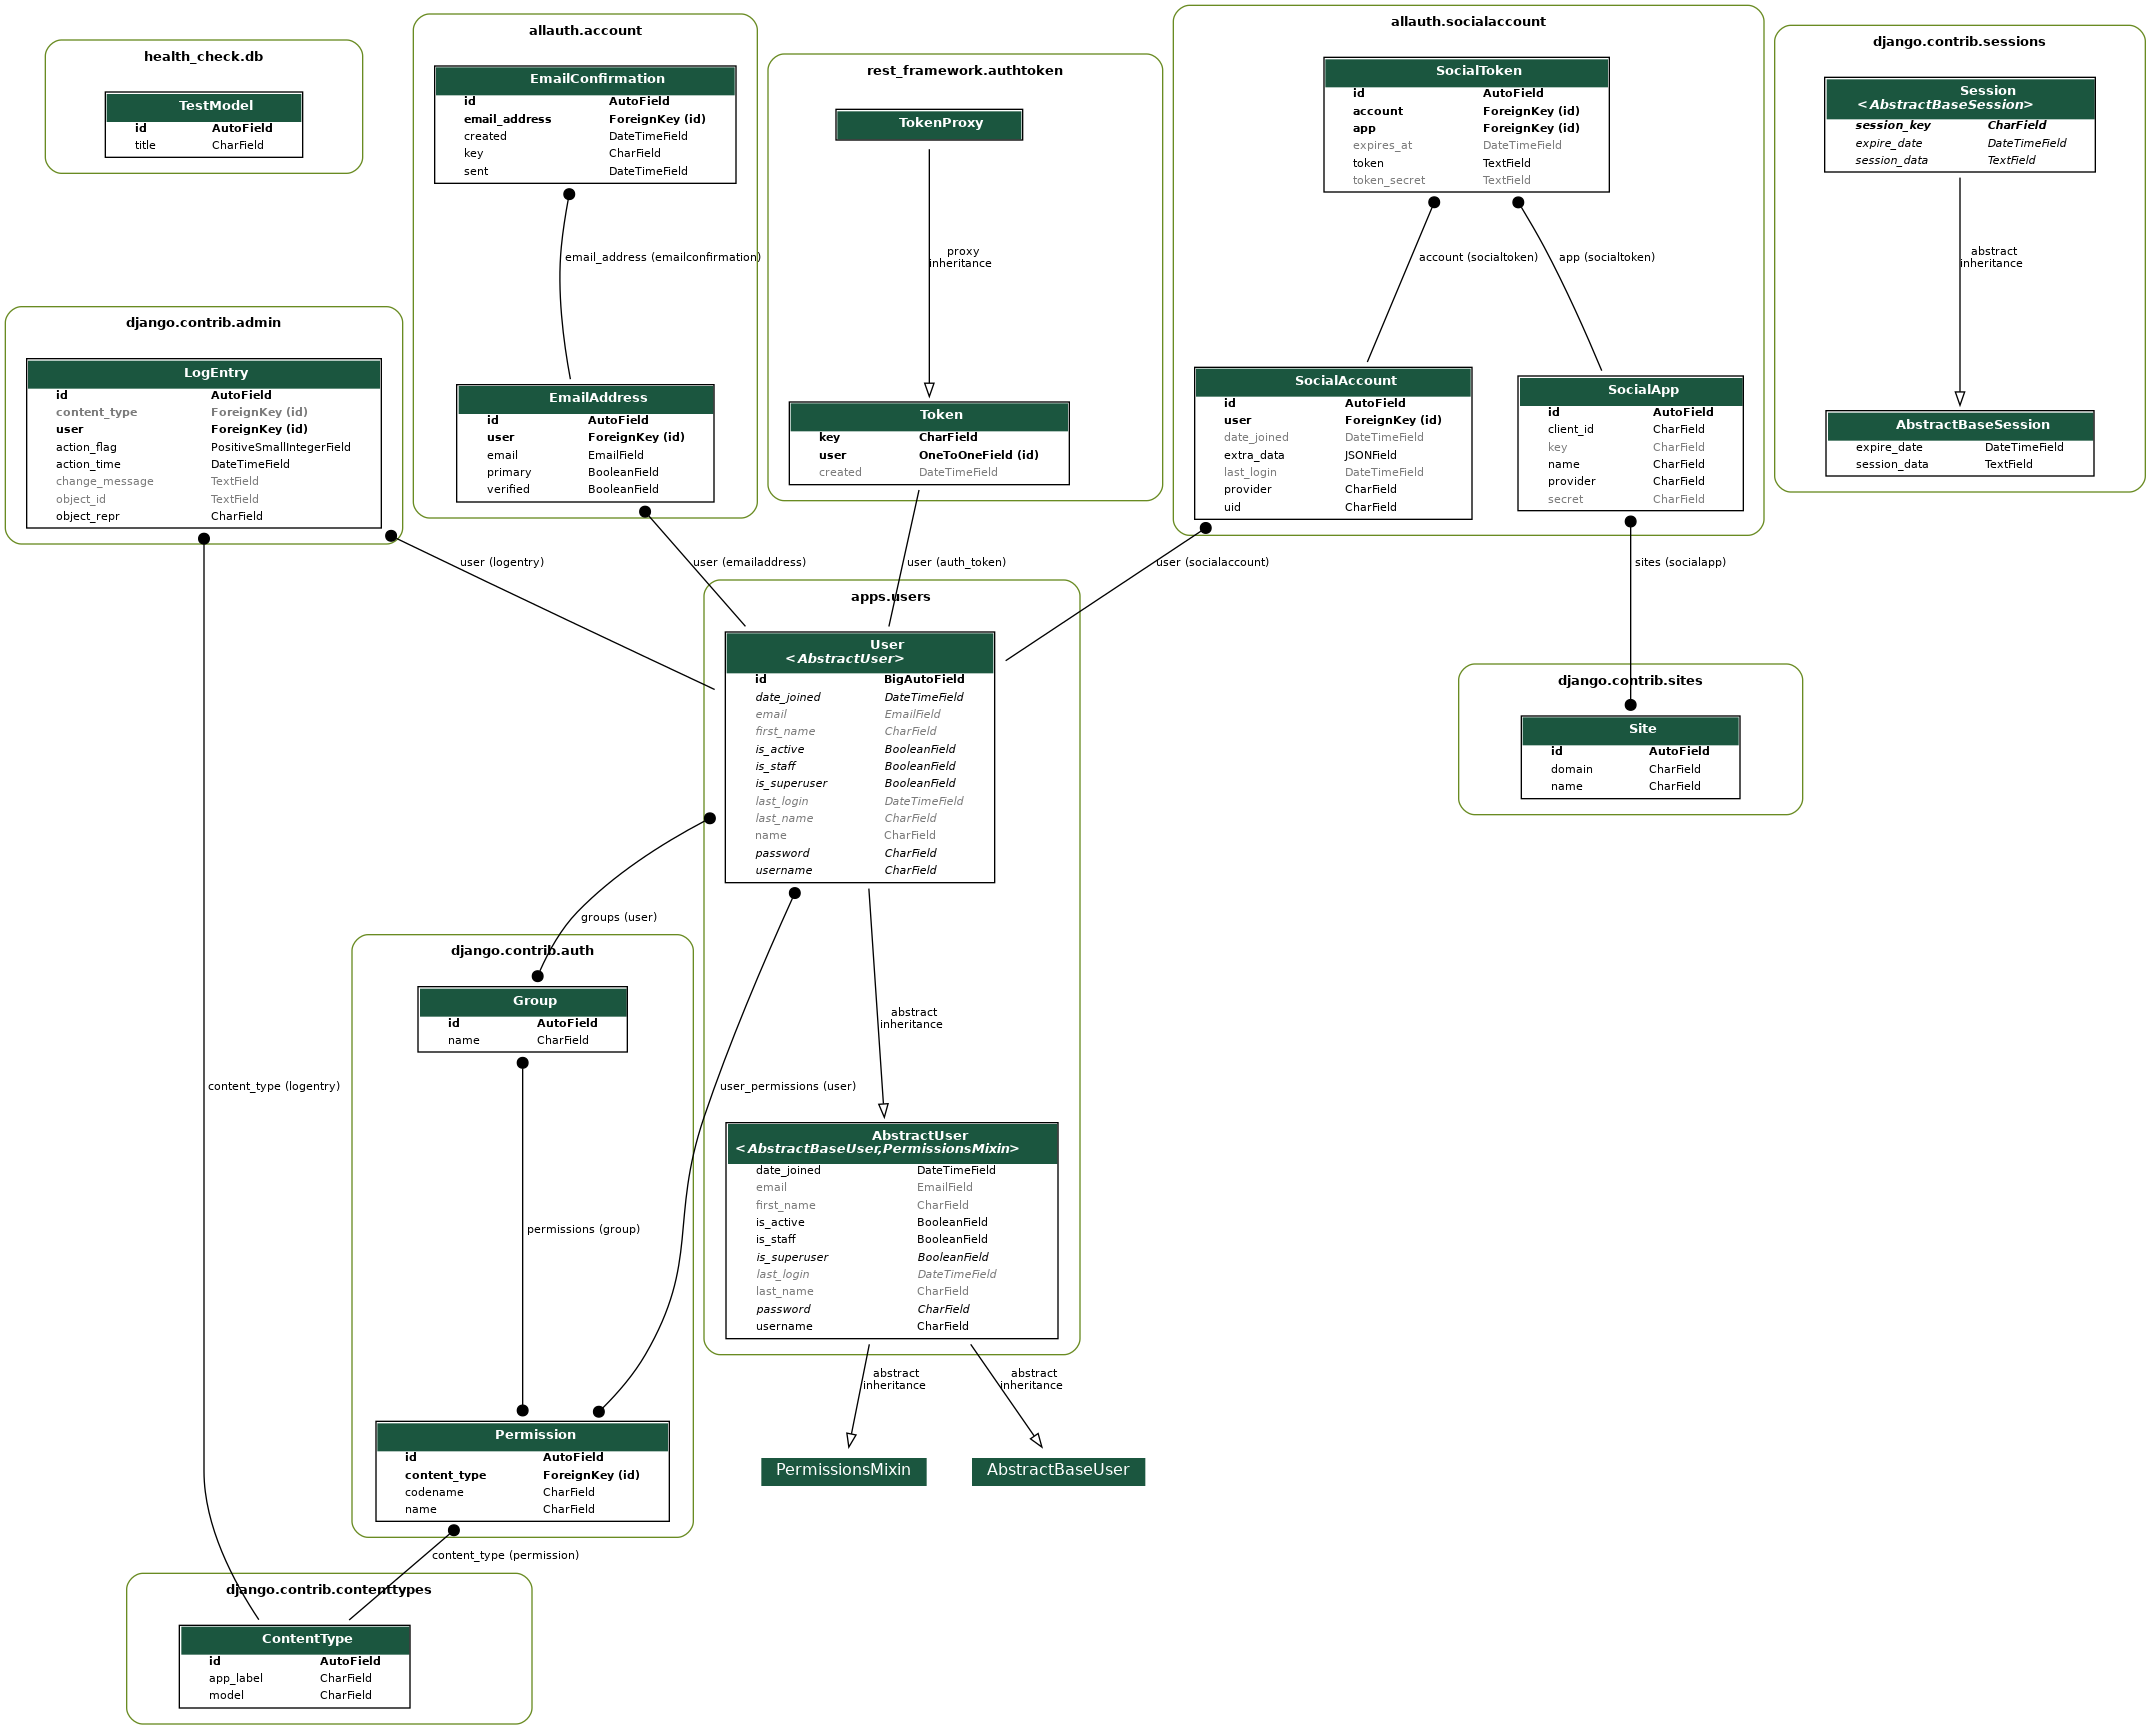 health_check.db
TestModel
id AutoField
title CharField
allauth.account
EmailConfirmation
id AutoField
email_address ForeignKey (id)
created DateTimeField
key CharField
sent DateTimeField
email_address (emailconfirmation)
EmailAddress
id AutoField
user ForeignKey (id)
email EmailField
primary BooleanField
verified BooleanField
rest_framework.authtoken
TokenProxy
proxy
inheritance
Token
key CharField
user OneToOneField (id)
created DateTimeField
allauth.socialaccount
SocialToken
id AutoField
account ForeignKey (id)
app ForeignKey (id)
expires_at DateTimeField
token TextField
token_secret TextField
account (socialtoken)
app (socialtoken)
SocialAccount
id AutoField
user ForeignKey (id)
date_joined DateTimeField
extra_data JSONField
last_login DateTimeField
provider CharField
uid CharField
SocialApp
id AutoField
client_id CharField
key CharField
name CharField
provider CharField
secret CharField
django.contrib.sessions
Session
<AbstractBaseSession>
session_key CharField
expire_date DateTimeField
session_data TextField
abstract
inheritance
AbstractBaseSession
expire_date DateTimeField
session_data TextField
django.contrib.admin
LogEntry
id AutoField
content_type ForeignKey (id)
user ForeignKey (id)
action_flag PositiveSmallIntegerField
action_time DateTimeField
change_message TextField
object_id TextField
object_repr CharField
user (logentry)
user (emailaddress)
user (auth_token)
user (socialaccount)
sites (socialapp)
apps.users
User
<AbstractUser>
id BigAutoField
date_joined DateTimeField
email EmailField
first_name CharField
is_active BooleanField
is_staff BooleanField
is_superuser BooleanField
last_login DateTimeField
last_name CharField
name CharField
password CharField
username CharField
django.contrib.sites
Site
id AutoField
domain CharField
name CharField
groups (user)
django.contrib.auth
Group
id AutoField
name CharField
abstract
inheritance
content_type (logentry)
user_permissions (user)
permissions (group)
AbstractUser
<AbstractBaseUser,PermissionsMixin>
date_joined DateTimeField
email EmailField
first_name CharField
is_active BooleanField
is_staff BooleanField
is_superuser BooleanField
last_login DateTimeField
last_name CharField
password CharField
username CharField
abstract
inheritance
abstract
inheritance
PermissionsMixin
AbstractBaseUser
Permission
id AutoField
content_type ForeignKey (id)
codename CharField
name CharField
content_type (permission)
django.contrib.contenttypes
ContentType
id AutoField
app_label CharField
model CharField